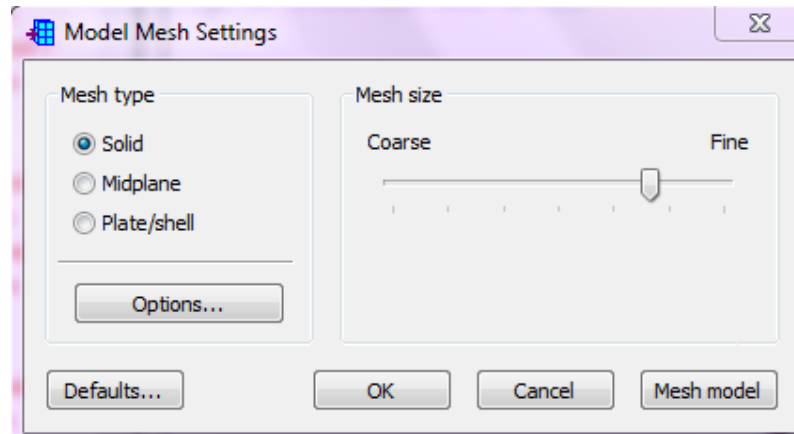 Model Mesh Settings
Mesh type
Solid
Midplane
Plate/shell
Options...
Mesh size
Coarse Fine
Defaults... OK Cancel Mesh model